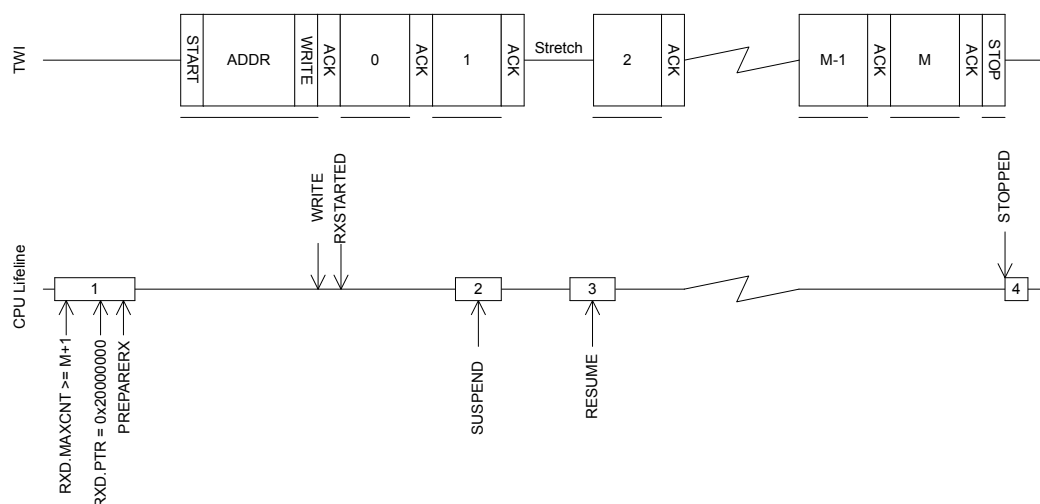 TWI
START
ADDR
WRITE
ACK
0
ACK
1
ACK
Stretch
2
ACK
M-1
ACK
M
ACK
STOP
CPU Lifeline
WRITE
RXSTARTED
STOPPED
1
2
3
4
RXD.MAXCNT >= M+1
RXD.PTR = 0x20000000
PREPARERX
SUSPEND
RESUME